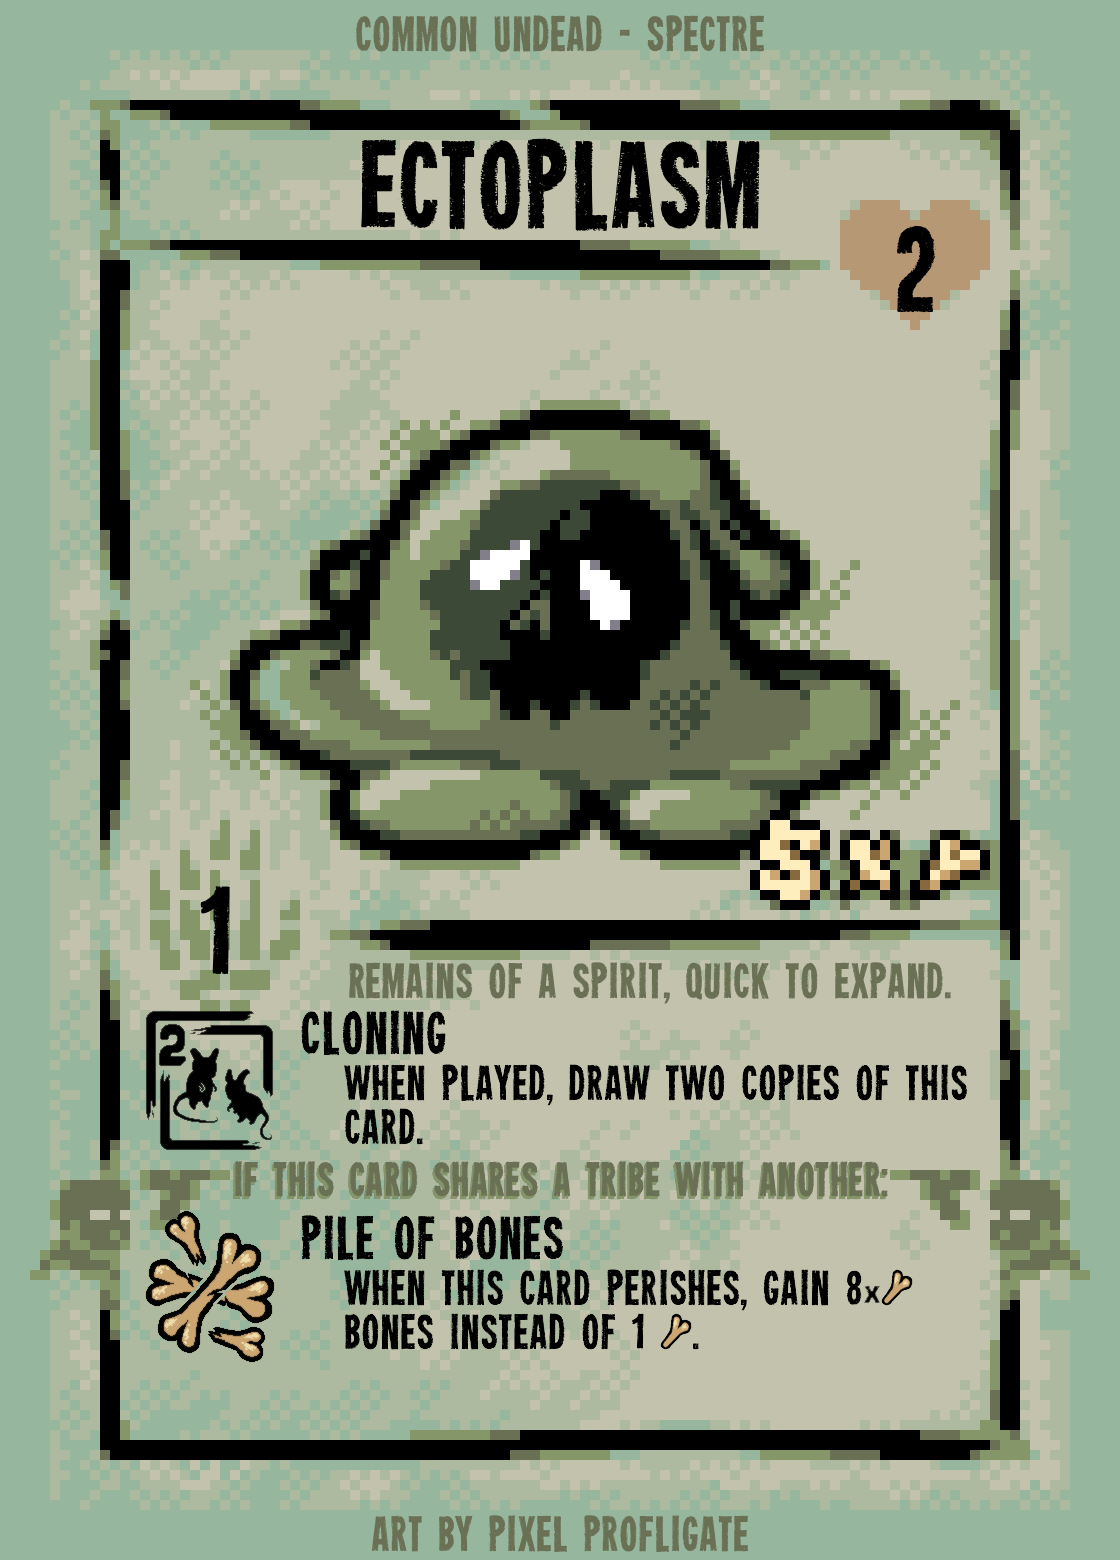 COMMON UNDEAD - SPECTRE
ECTOPLASM
2
5x
1
REMAINS OF A SPIRIT, QUICK TO EXPAND.
2
CLONING
WHEN PLAYED, DRAW TWO COPIES OF THIS
CARD.
IF THIS CARD SHARES A TRIBE WITH ANOTHER:
PILE OF BONES
WHEN THIS CARD PERISHES, GAIN 8x
BONES INSTEAD OF 1 .
ART BY PIXEL PROFLIGATE